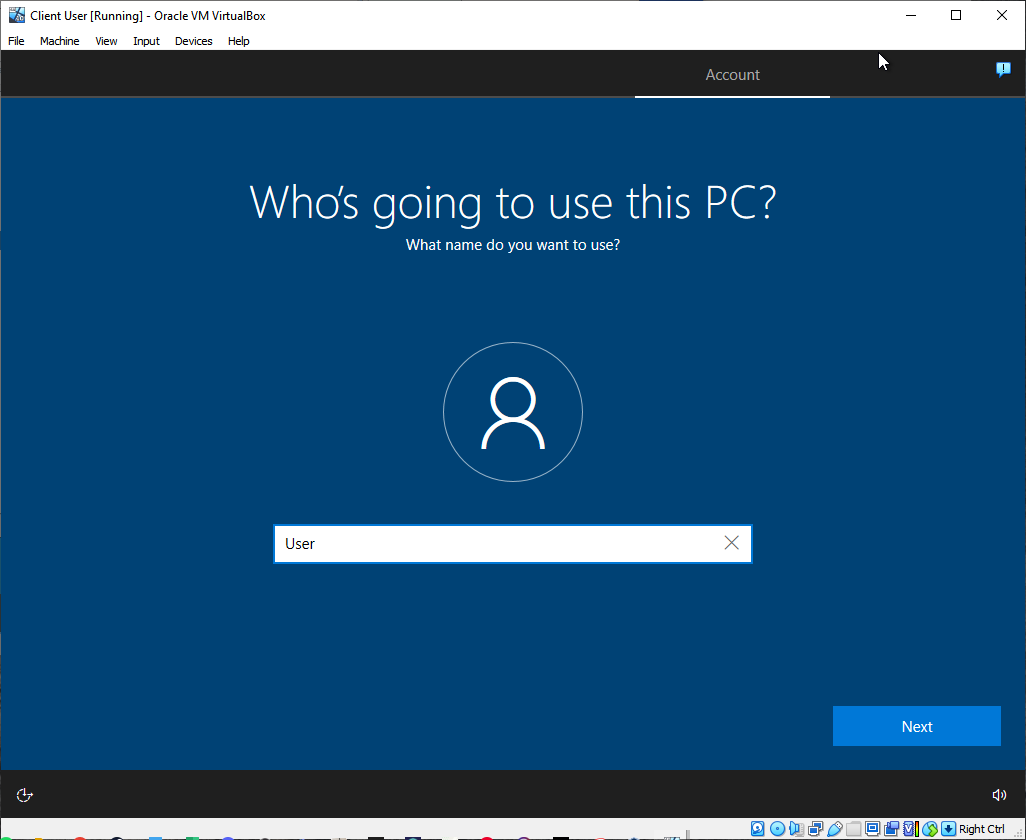 Client User [Running] - Oracle VM VirtualBox
File Machine View Input Devices Help
Account
Who's going to use this PC?
What name do you want to use?
User
Next
Right Ctrl